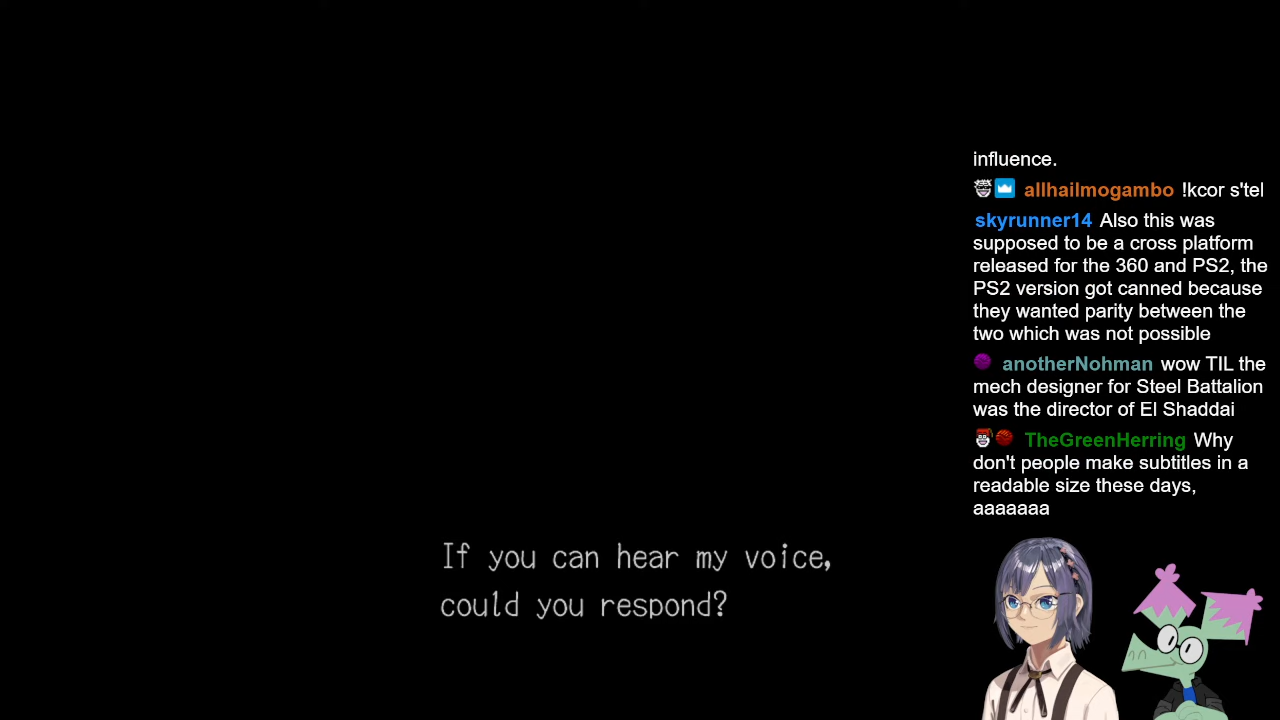 influence.
allhailmogambo !kcor s'tel
skyrunner14 Also this was
supposed to be a cross platform
released for the 360 and PS2, the
PS2 version got canned because
they wanted parity between the
two which was not possible
anotherNohman wow TIL the
mech designer for Steel Battalion
was the director of El Shaddai
TheGreenHerring Why
don't people make subtitles in a
readable size these days,
aaaaaaa
If you can hear my voice,
could you respond?